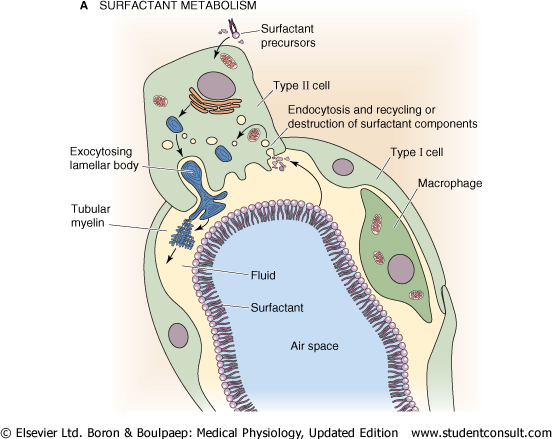 A SURFACTANT METABOLISM
Surfactant
precursors
Type II cell
Endocytosis and recycling or
destruction of surfactant components
Exocytosing
lamellar body
Type I cell
Macrophage
Tubular
myelin
Fluid
Surfactant
Air space
© Elsevier Ltd. Boron & Boulpaep: Medical Physiology, Updated Edition www.studentconsult.com